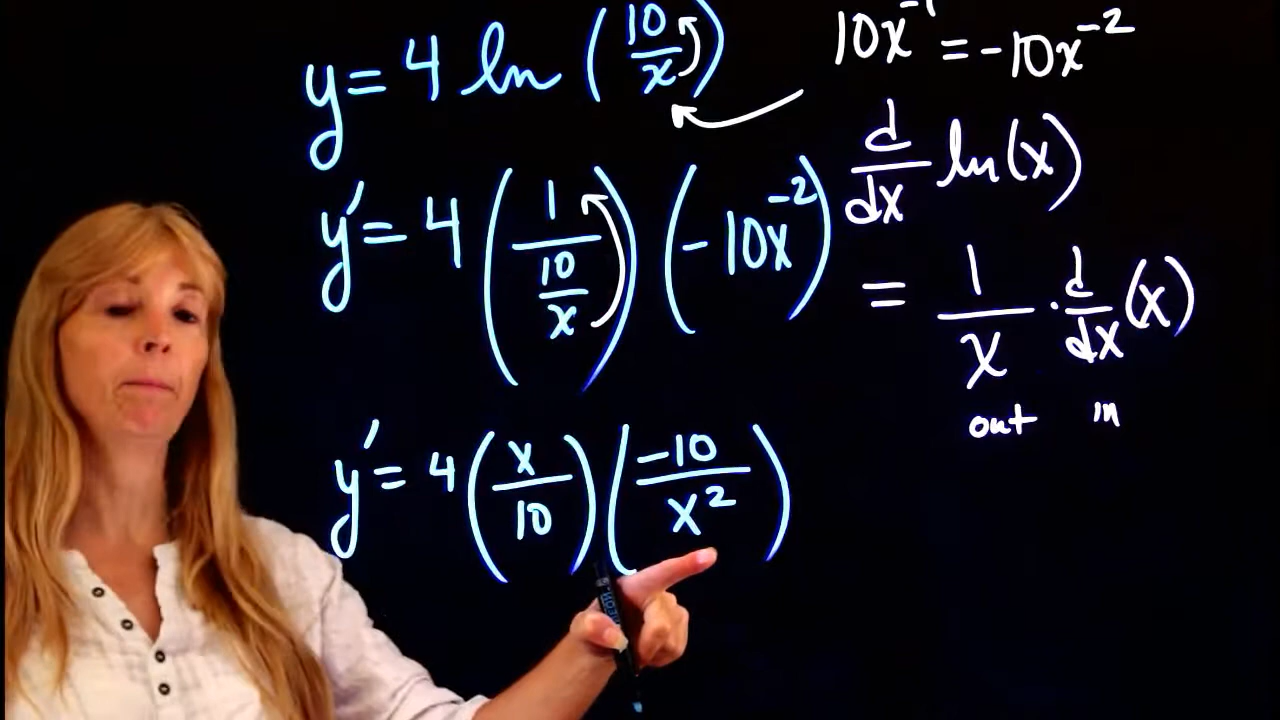 y = 4 ln (10/x)
10x⁻¹ = -10x⁻²
y' = 4 (1/(10/x)) (-10x⁻²)
d/dx ln(x)
= 1/x · d/dx (x)
out in
y' = 4 (x/10) (-10/x²)